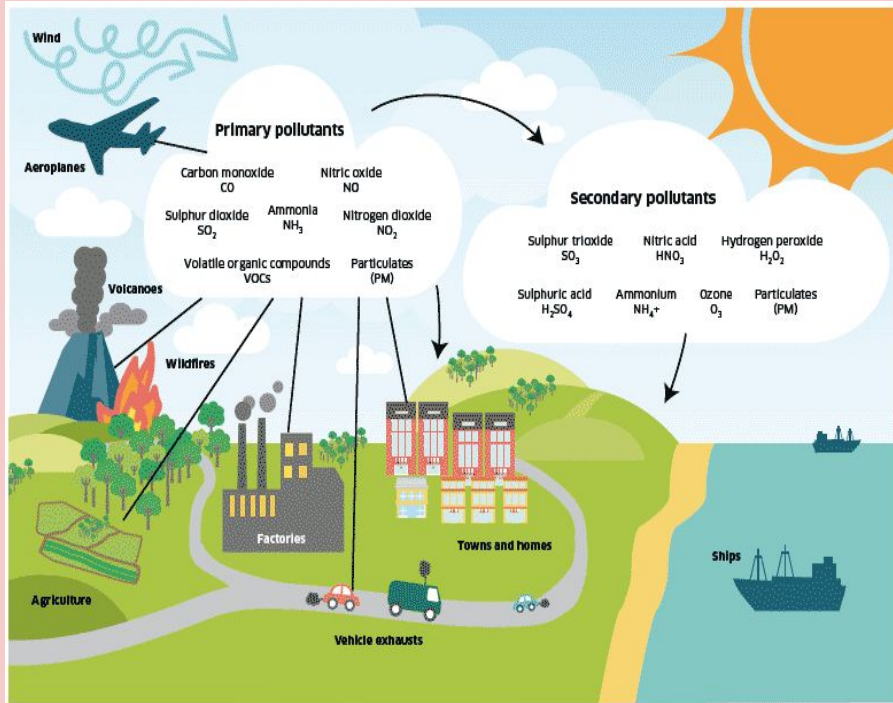 Wind
Aeroplanes
Primary pollutants
Carbon monoxide
CO
Nitric oxide
NO
Sulphur dioxide
SO₂
Ammonia
NH₃
Nitrogen dioxide
NO₂
Volatile organic compounds
VOCs
Particulates
(PM)
Secondary pollutants
Sulphur trioxide
SO₃
Nitric acid
HNO₃
Hydrogen peroxide
H₂O₂
Sulphuric acid
H₂SO₄
Ammonium
NH₄+
Ozone
O₃
Particulates
(PM)
Volcanoes
Wildfires
Factories
Towns and homes
Ships
Agriculture
Vehicle exhausts